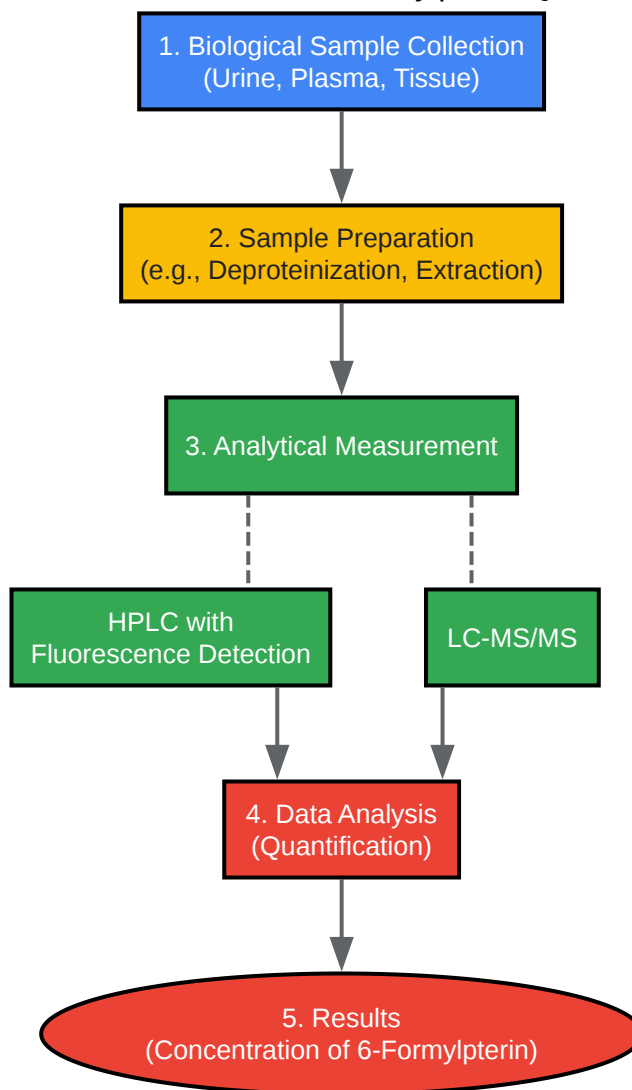 1. Biological Sample Collection
(Urine, Plasma, Tissue)
2. Sample Preparation
(e.g., Deproteinization, Extraction)
3. Analytical Measurement
HPLC with
Fluorescence Detection
LC-MS/MS
4. Data Analysis
(Quantification)
5. Results
(Concentration of 6-Formylpterin)